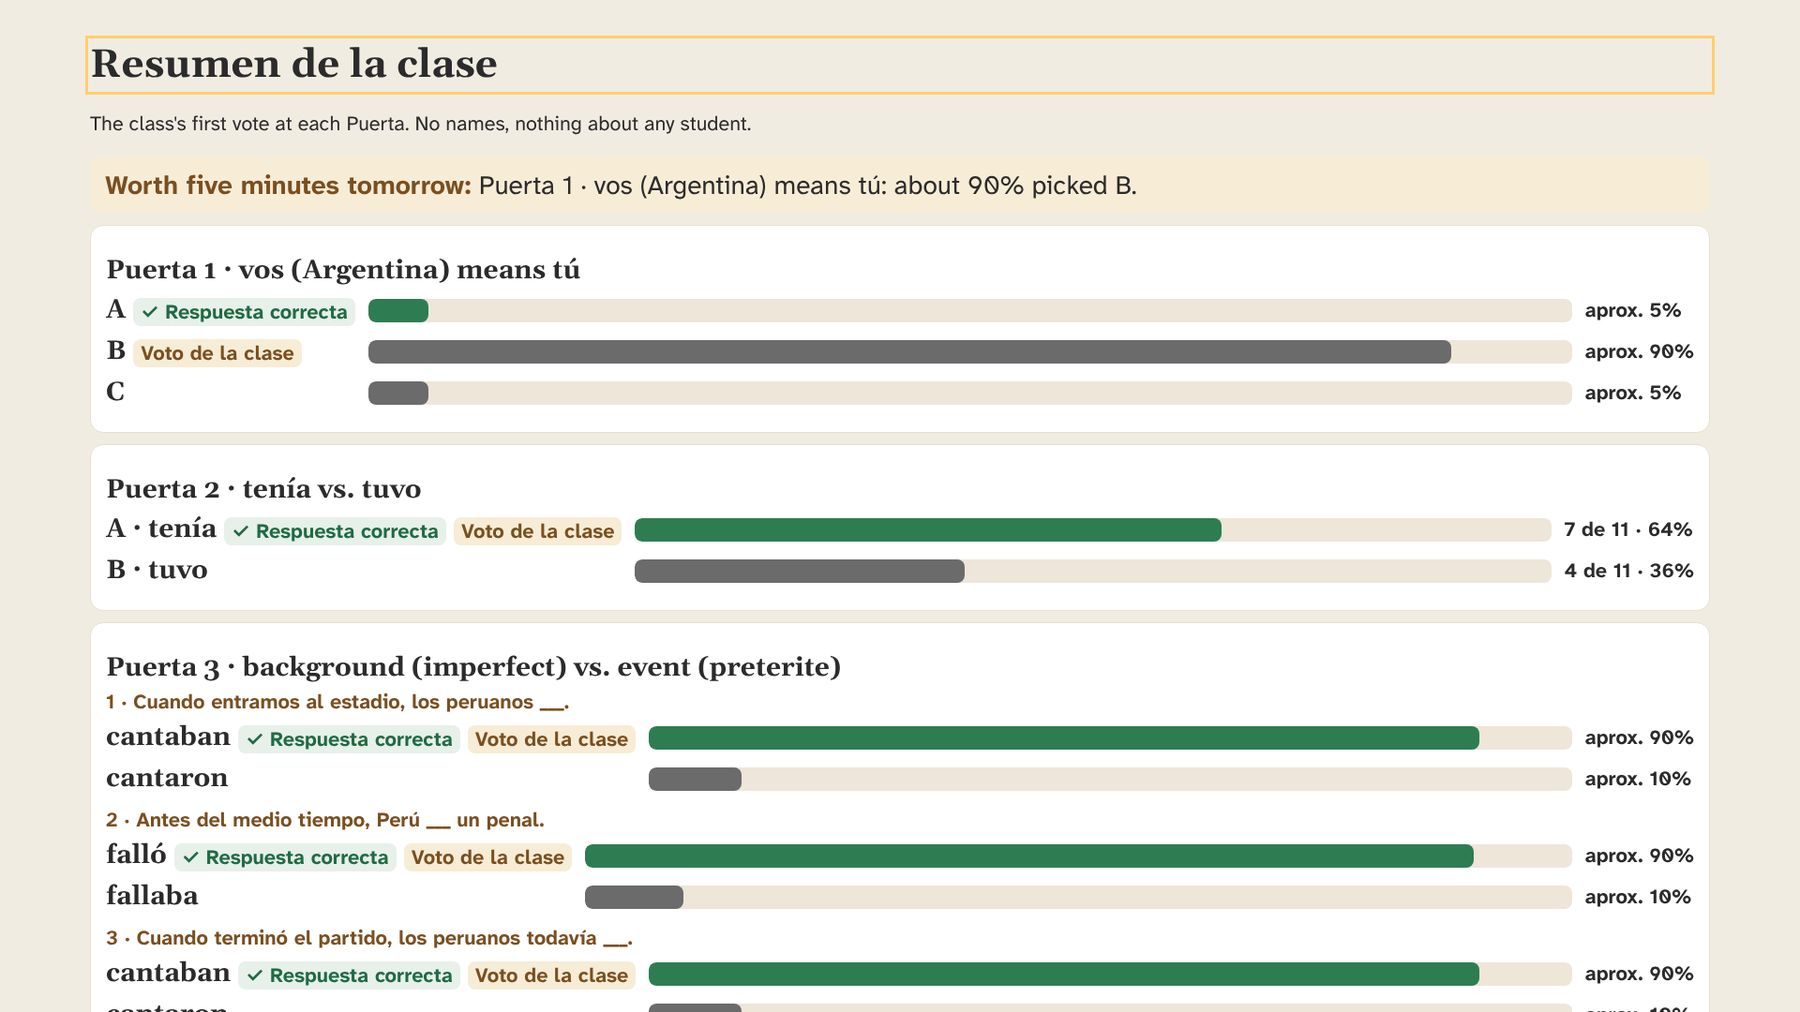 Resumen de la clase
The class's first vote at each Puerta. No names, nothing about any student.
Worth five minutes tomorrow: Puerta 1 · vos (Argentina) means tú: about 90% picked B.
Puerta 1 · vos (Argentina) means tú
A ✓ Respuesta correcta aprox. 5%
B Voto de la clase aprox. 90%
C aprox. 5%
Puerta 2 · tenía vs. tuvo
A · tenía ✓ Respuesta correcta Voto de la clase 7 de 11 · 64%
B · tuvo 4 de 11 · 36%
Puerta 3 · background (imperfect) vs. event (preterite)
1 · Cuando entramos al estadio, los peruanos __.
cantaban ✓ Respuesta correcta Voto de la clase aprox. 90%
cantaron aprox. 10%
2 · Antes del medio tiempo, Perú __ un penal.
falló ✓ Respuesta correcta Voto de la clase aprox. 90%
fallaba aprox. 10%
3 · Cuando terminó el partido, los peruanos todavía __.
cantaban ✓ Respuesta correcta Voto de la clase aprox. 90%
cantaron aprox. 10%